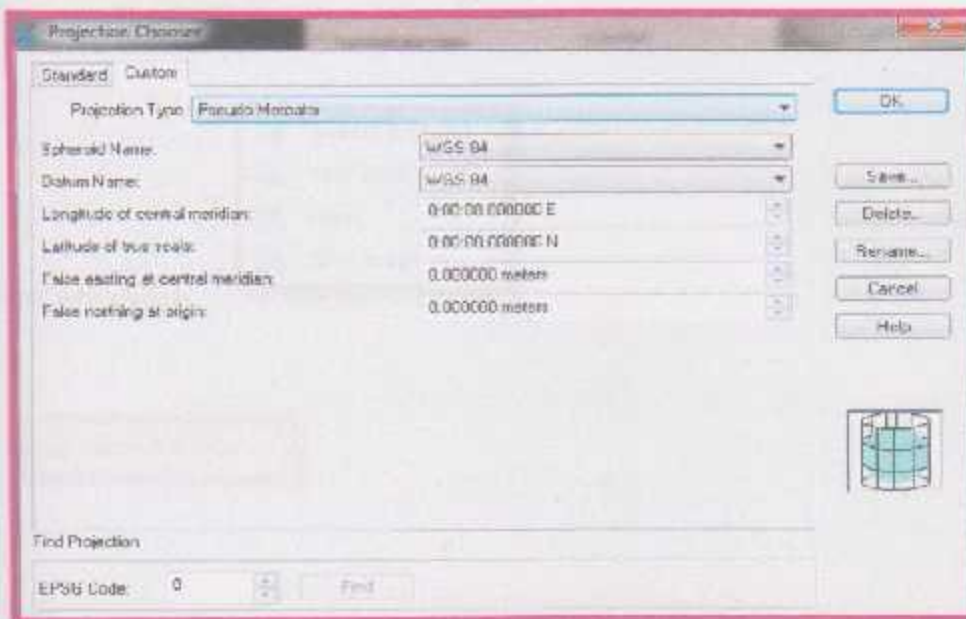 Projection Chooser
Standard Custom
Projection Type: Pseudo Mercator
OK
Spheroid Name: WGS 84
Datum Name: WGS 84
Save...
Longitude of central meridian: 0:00:00.000000 E
Delete...
Latitude of true scale: 0:00:00.000000 N
Rename...
False easting at central meridian: 0.000000 meters
Cancel
False northing at origin: 0.000000 meters
Help
Find Projection
EPSG Code: 0 Find